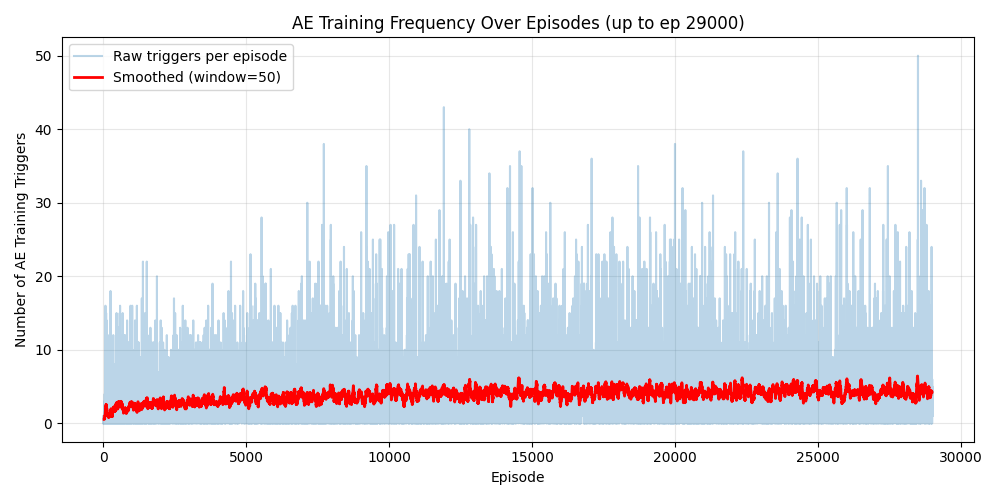 AE Training Frequency Over Episodes (up to ep 29000)
Raw triggers per episode
Smoothed (window=50)
Number of AE Training Triggers
50
40
30
20
10
0
0 5000 10000 15000 20000 25000 30000
Episode